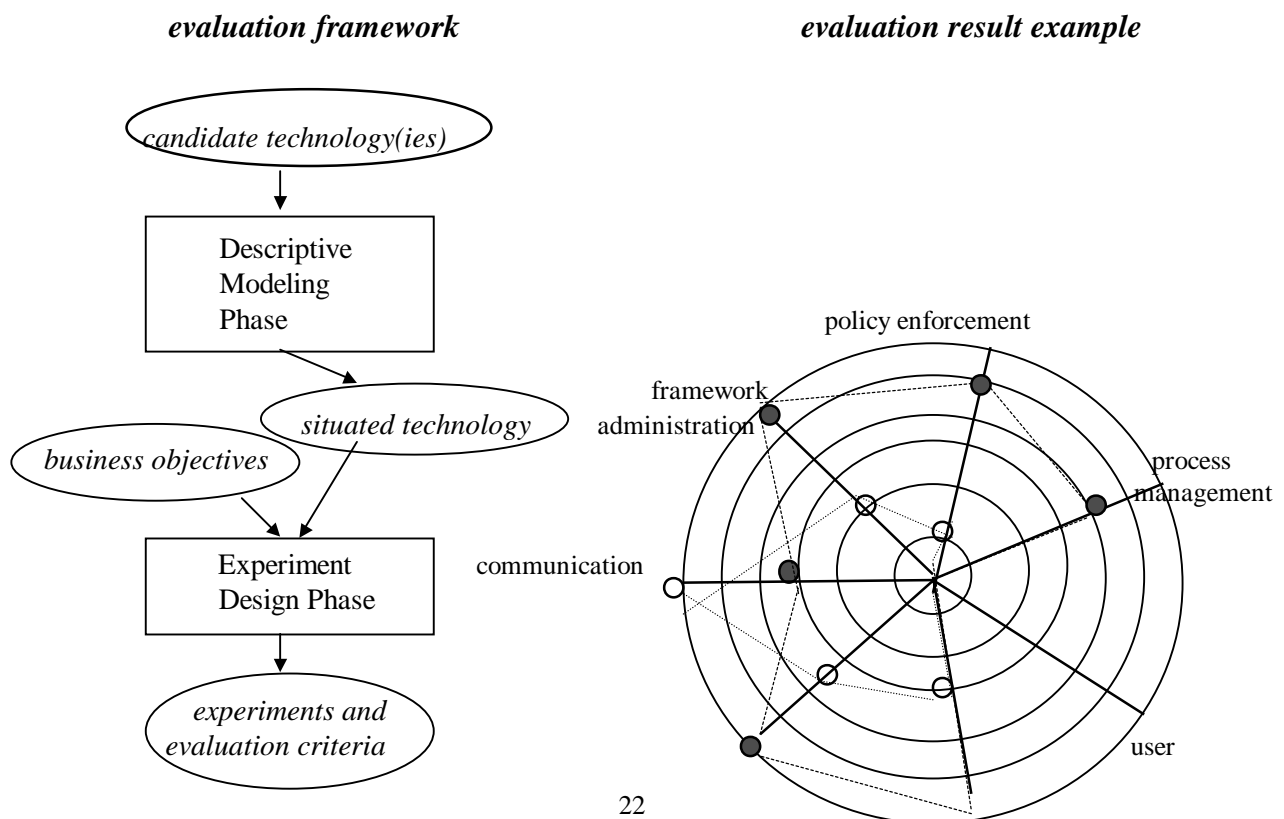 evaluation framework
evaluation result example
candidate technology(ies)
Descriptive
Modeling
Phase
situated technology
business objectives
Experiment
Design Phase
experiments and
evaluation criteria
policy enforcement
framework
administration
process
management
communication
user
22